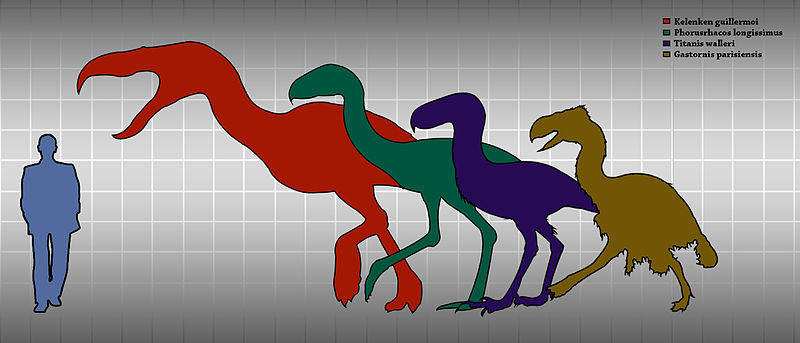 Kelenken guillermoi
Phorusrhacos longissimus
Titanis walleri
Gastornis parisiensis